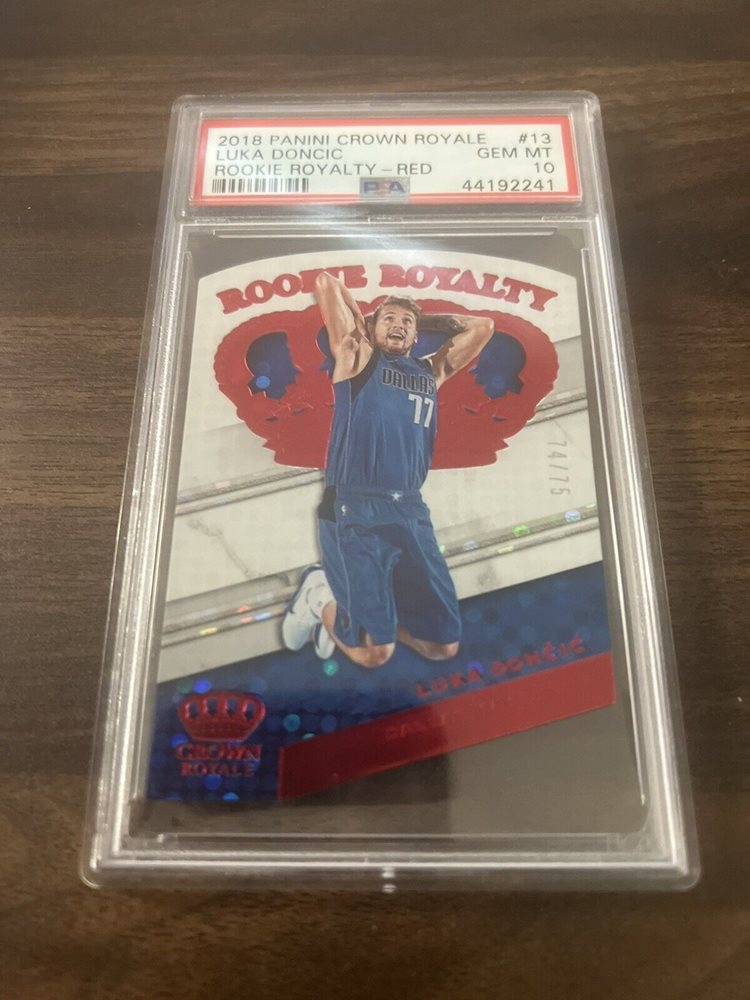 2018 PANINI CROWN ROYALE #13
LUKA DONCIC GEM MT
ROOKIE ROYALTY – RED 10
PSA 44192241
ROOKIE ROYALTY
DALLAS
77
74/75
LUKA DONČIĆ
CROWN
ROYALE